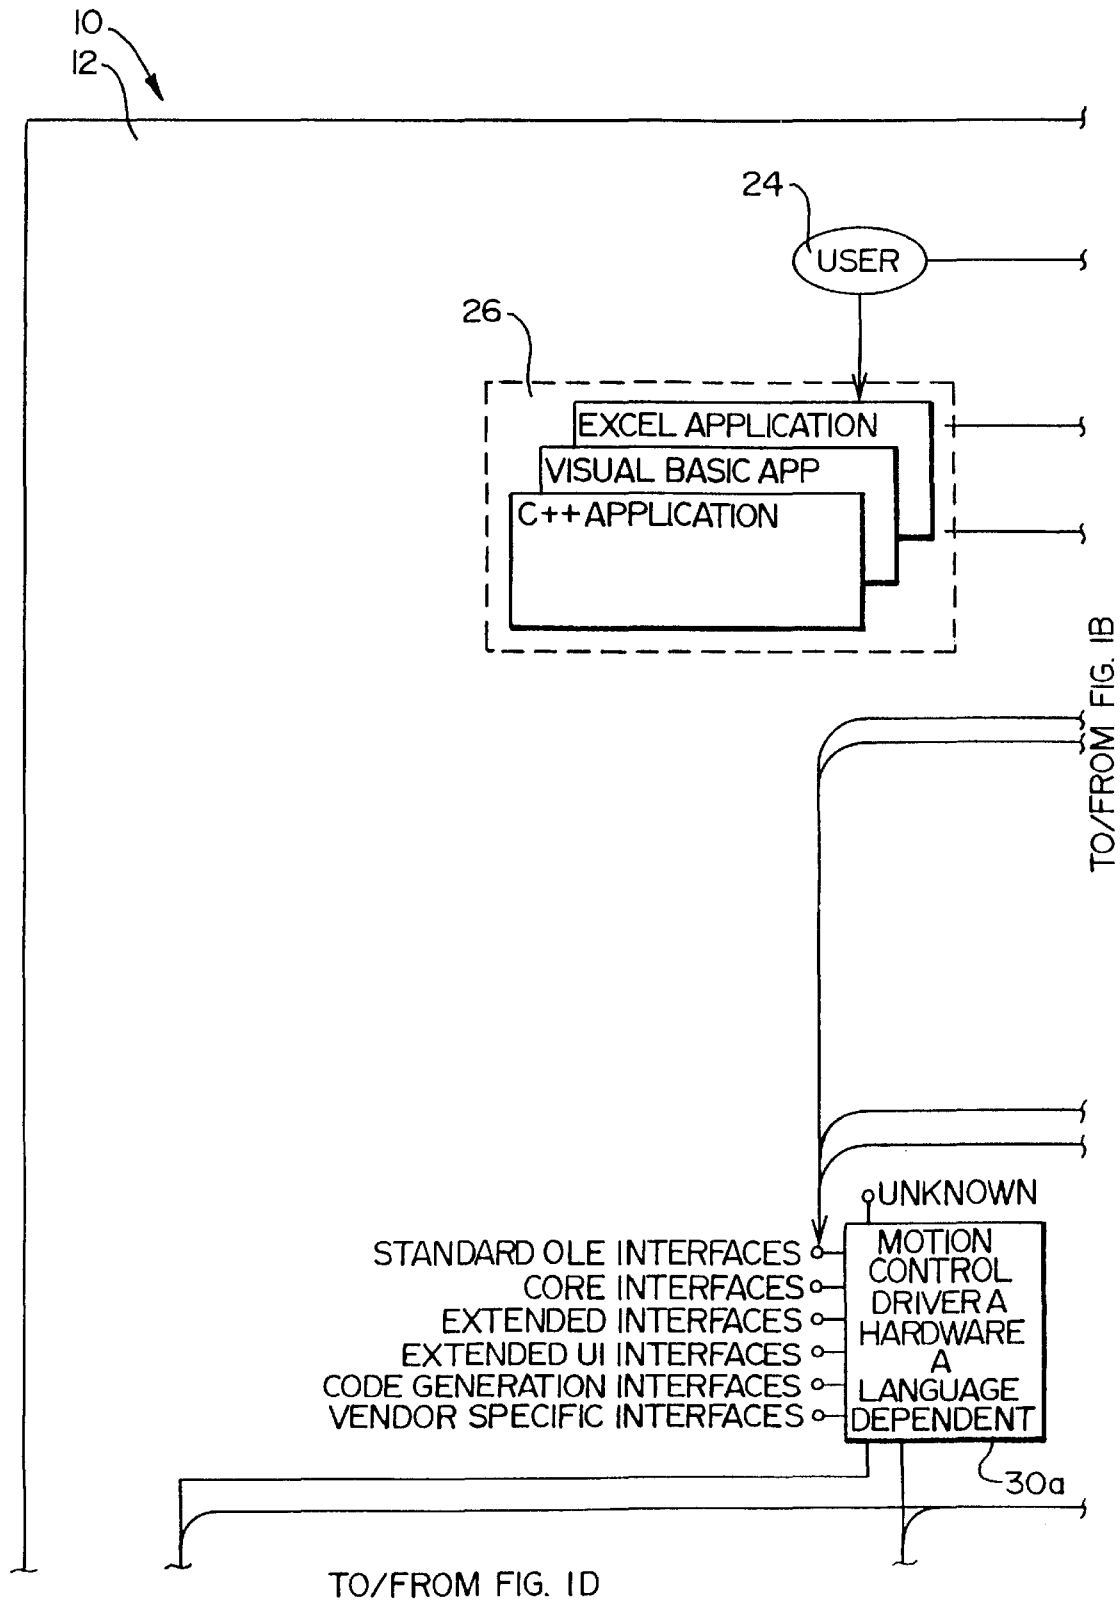 10
12
24
USER
26
EXCEL APPLICATION
VISUAL BASIC APP
C++ APPLICATION
TO/FROM FIG. 1B
UNKNOWN
STANDARD OLE INTERFACES
CORE INTERFACES
EXTENDED INTERFACES
EXTENDED UI INTERFACES
CODE GENERATION INTERFACES
VENDOR SPECIFIC INTERFACES
MOTION
CONTROL
DRIVER A
HARDWARE
A
LANGUAGE
DEPENDENT
30a
TO/FROM FIG. 1D